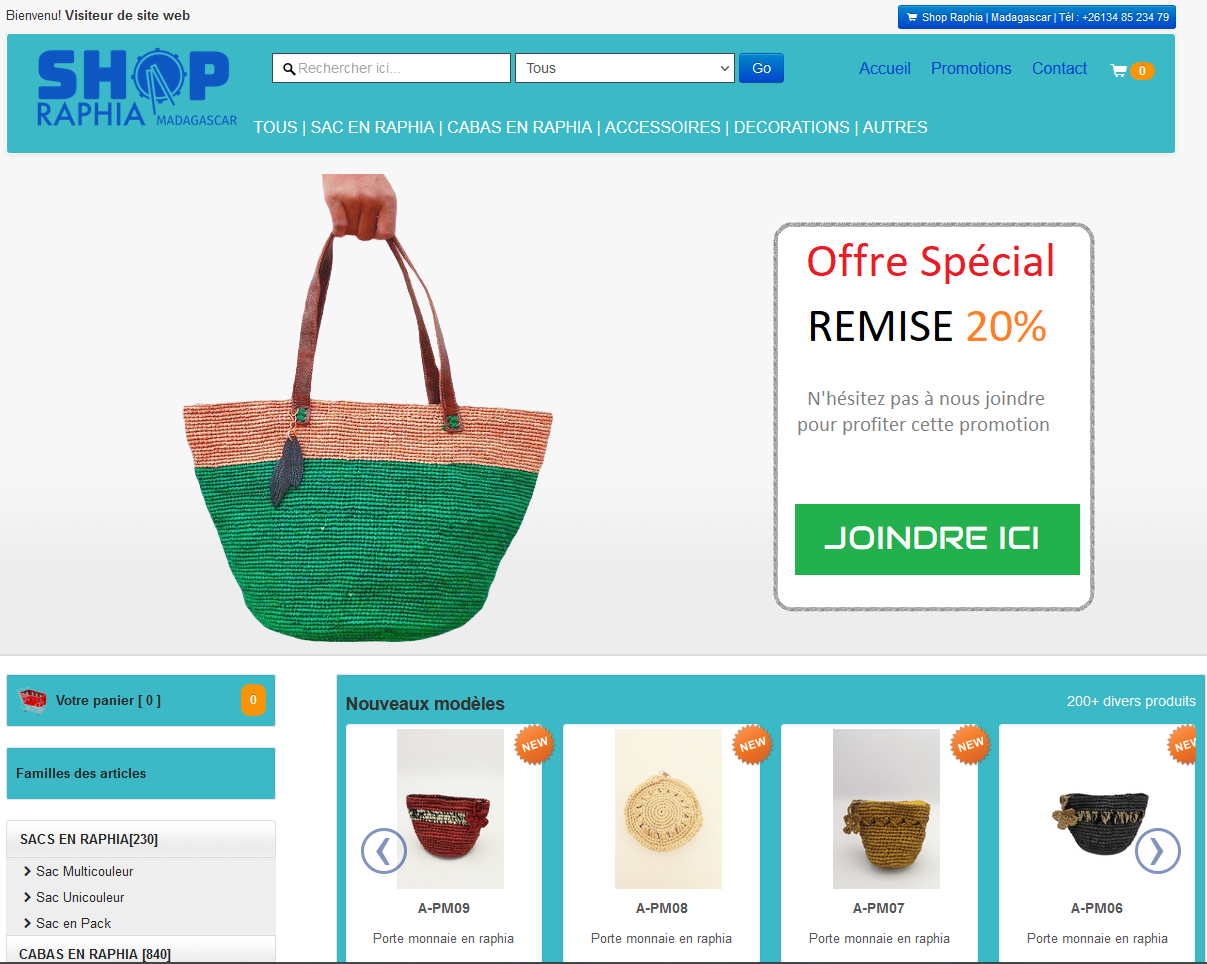 Bienvenu! Visiteur de site web
Shop Raphia | Madagascar | Tél : +26134 85 234 79
SHOP
RAPHIA MADAGASCAR
Rechercher ici...
Tous
Go
Accueil
Promotions
Contact
0
TOUS | SAC EN RAPHIA | CABAS EN RAPHIA | ACCESSOIRES | DECORATIONS | AUTRES
Offre Spécial
REMISE 20%
N'hésitez pas à nous joindre
pour profiter cette promotion
JOINDRE ICI
Votre panier [ 0 ]
0
Familles des articles
SACS EN RAPHIA[230]
Sac Multicouleur
Sac Unicouleur
Sac en Pack
CABAS EN RAPHIA [840]
Nouveaux modèles
200+ divers produits
NEW
NEW
NEW
NEW
A-PM09
A-PM08
A-PM07
A-PM06
Porte monnaie en raphia
Porte monnaie en raphia
Porte monnaie en raphia
Porte monnaie en raphia